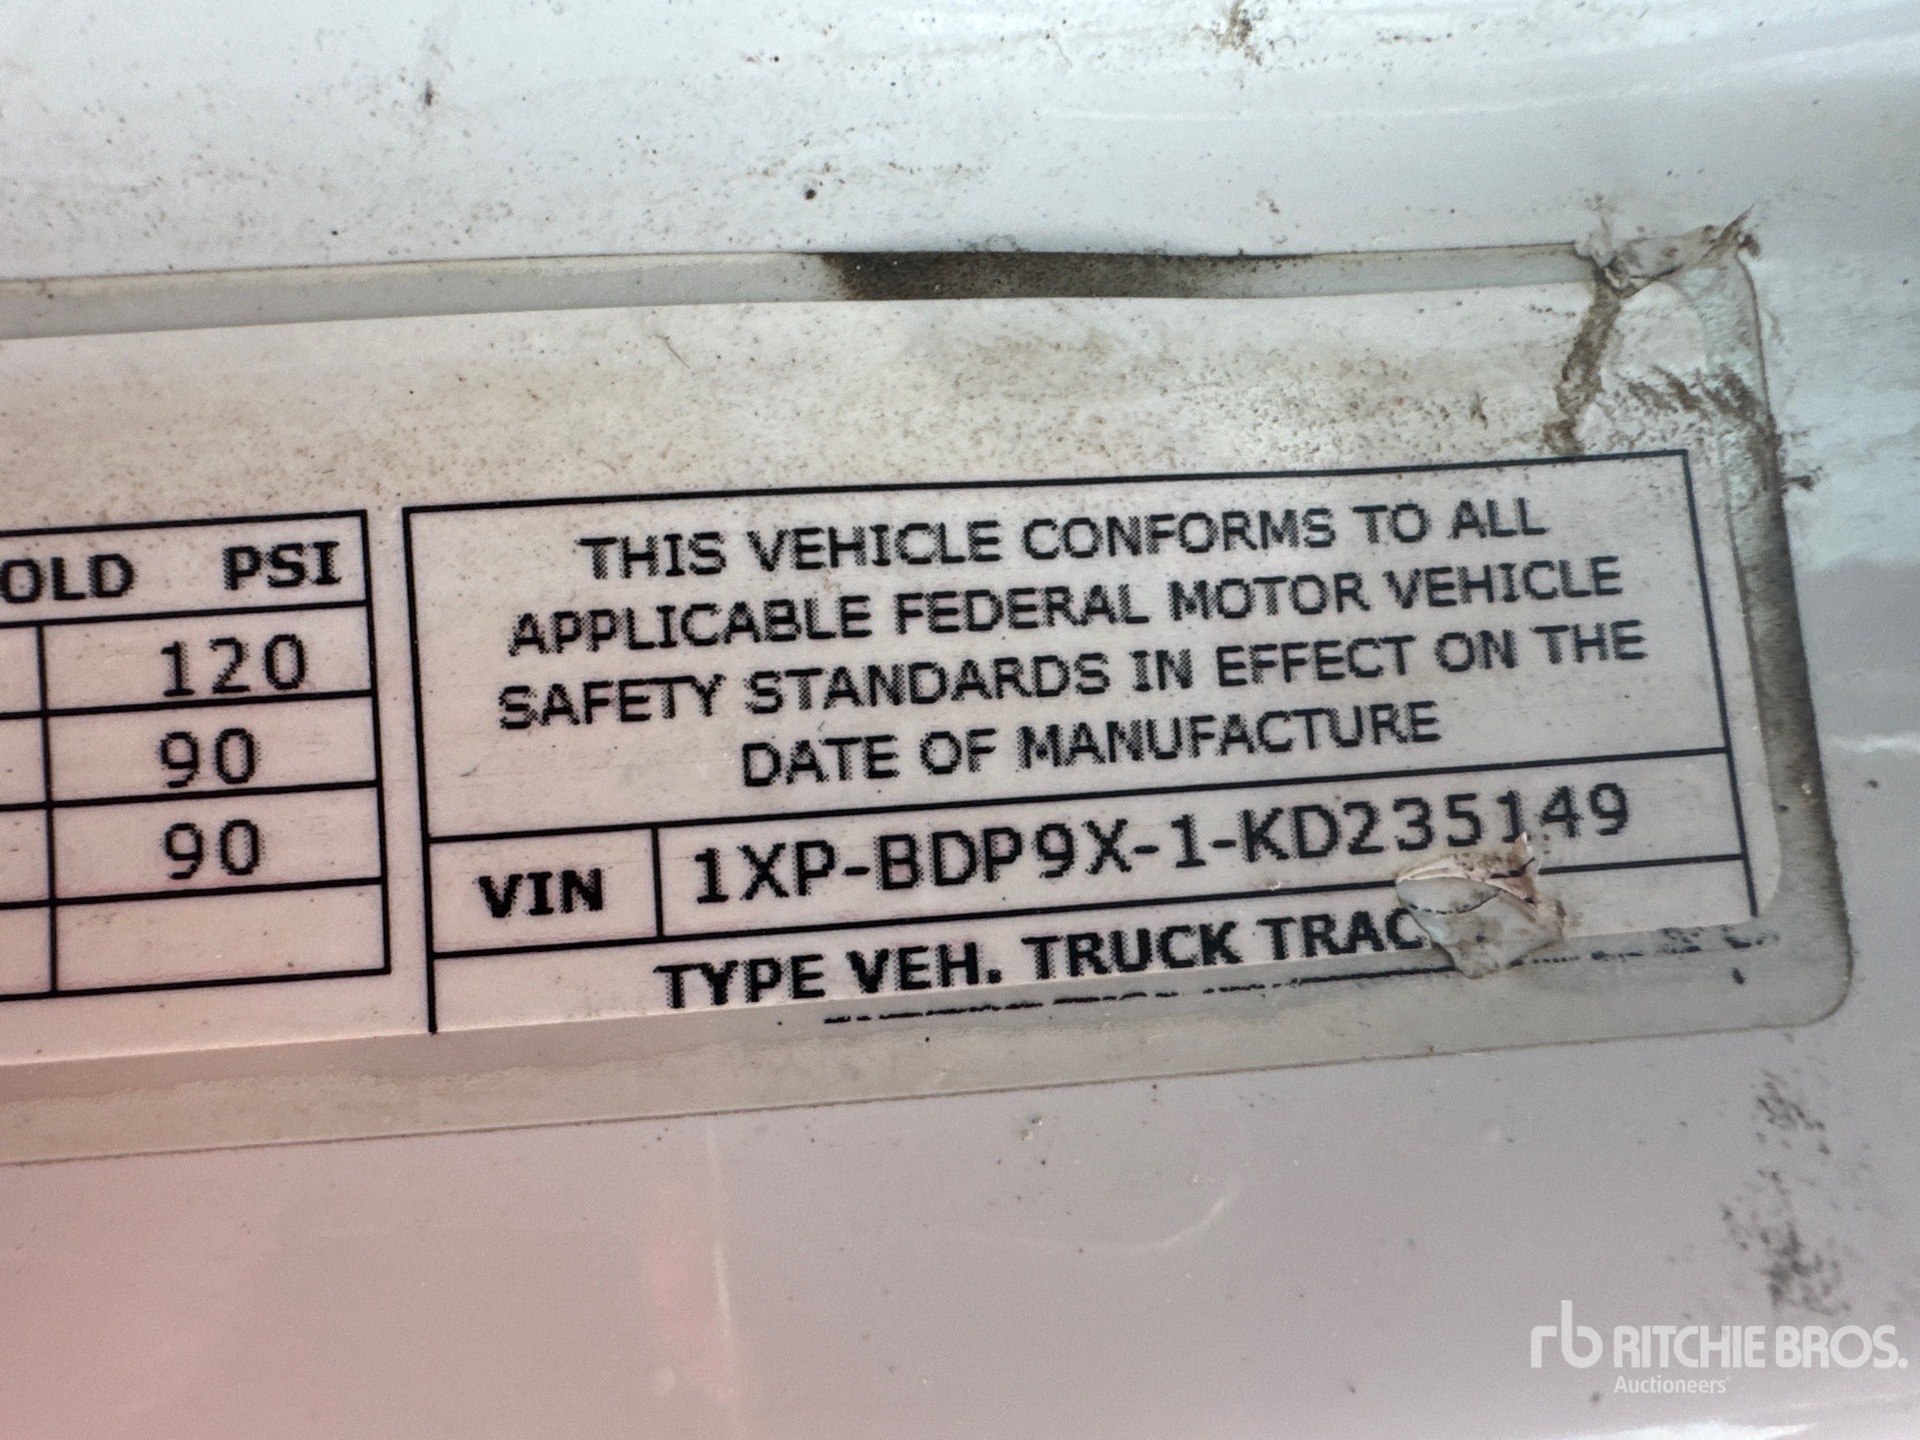 OLD PSI
120
90
90
THIS VEHICLE CONFORMS TO ALL
APPLICABLE FEDERAL MOTOR VEHICLE
SAFETY STANDARDS IN EFFECT ON THE
DATE OF MANUFACTURE
VIN 1XP-BDP9X-1-KD235149
TYPE VEH. TRUCK TRAC
rb RITCHIE BROS.
Auctioneers